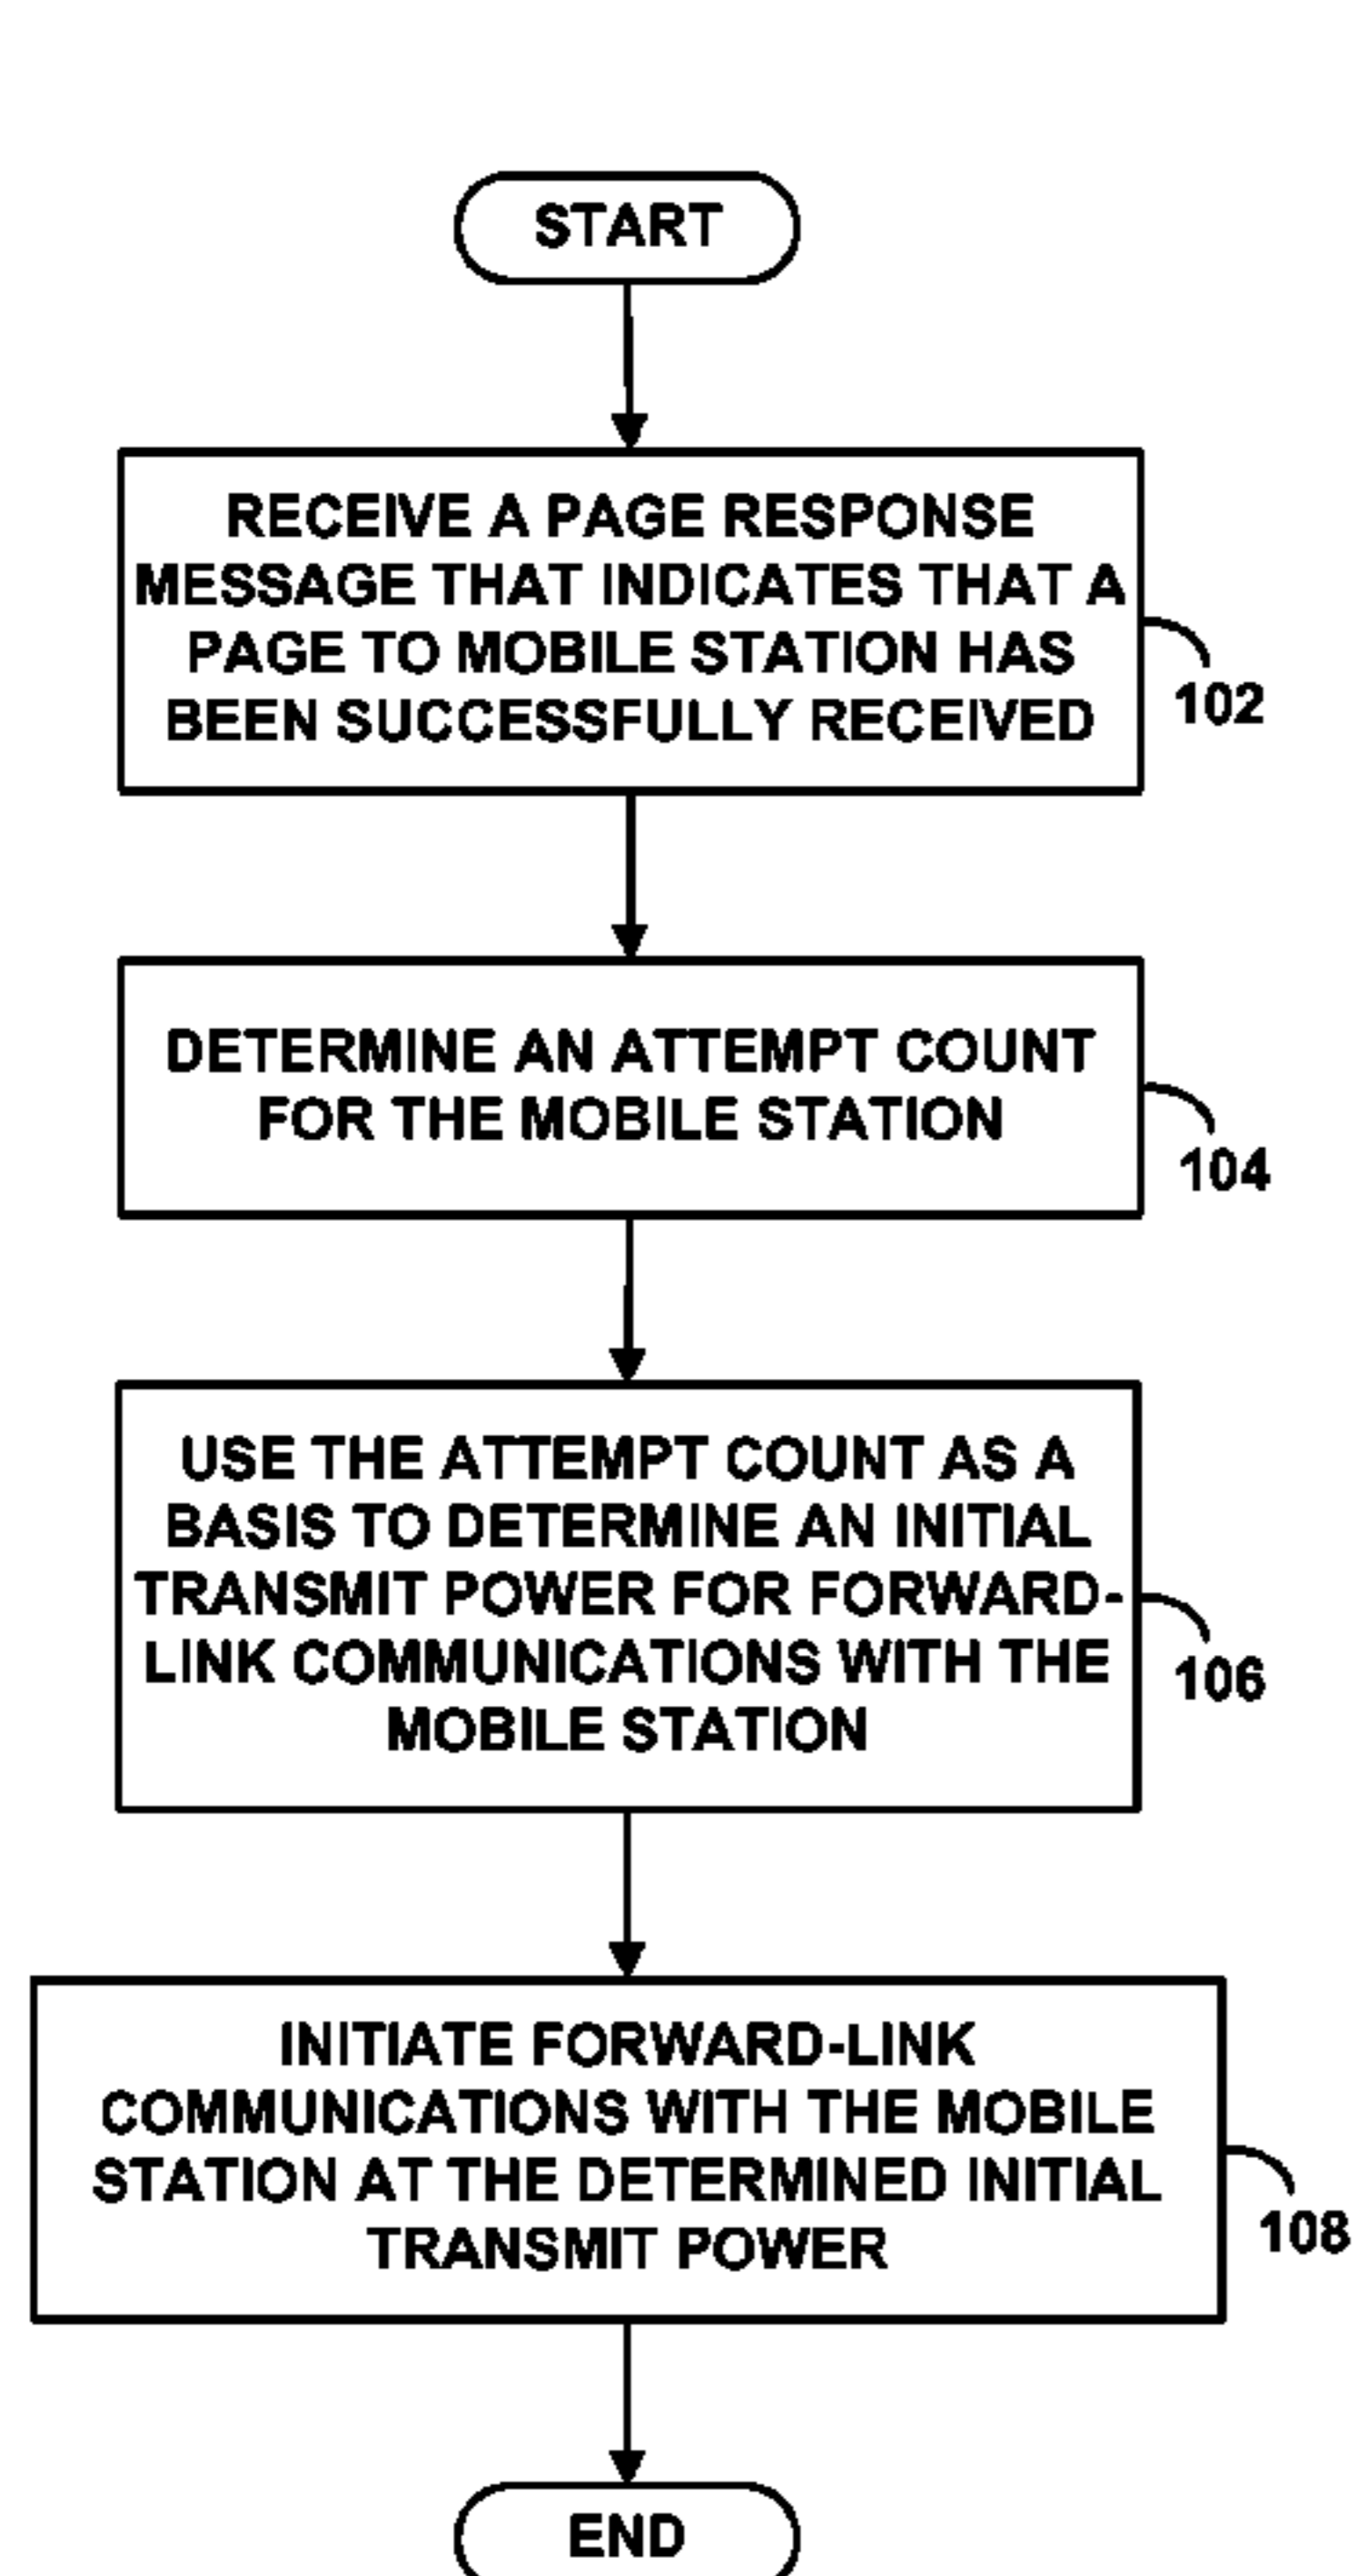 START
RECEIVE A PAGE RESPONSE
MESSAGE THAT INDICATES THAT A
PAGE TO MOBILE STATION HAS
BEEN SUCCESSFULLY RECEIVED
102
DETERMINE AN ATTEMPT COUNT
FOR THE MOBILE STATION
104
USE THE ATTEMPT COUNT AS A
BASIS TO DETERMINE AN INITIAL
TRANSMIT POWER FOR FORWARD-
LINK COMMUNICATIONS WITH THE
MOBILE STATION
106
INITIATE FORWARD-LINK
COMMUNICATIONS WITH THE MOBILE
STATION AT THE DETERMINED INITIAL
TRANSMIT POWER
108
END